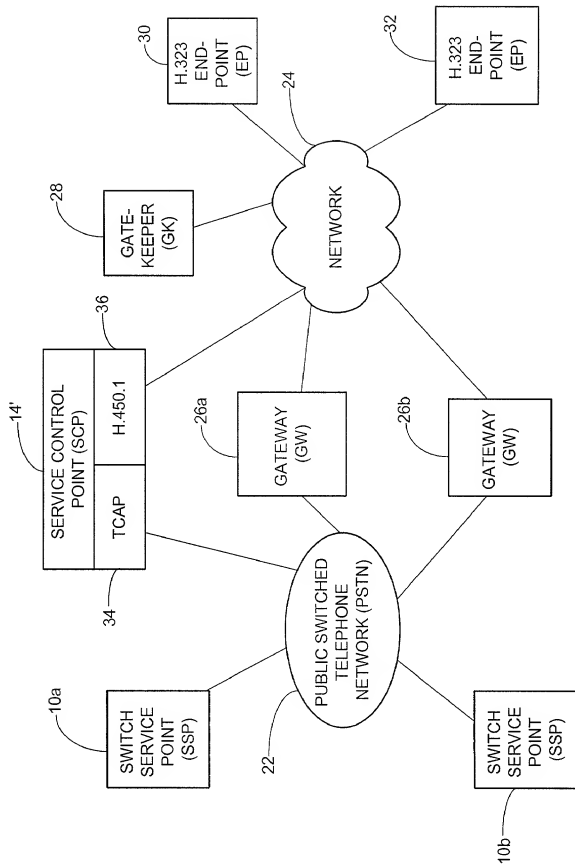 14'
SERVICE CONTROL
POINT (SCP)
TCAP
H.450.1
34
36
10a
SWITCH
SERVICE
POINT
(SSP)
28
GATE-
KEEPER
(GK)
30
H.323
END-
POINT
(EP)
22
PUBLIC SWITCHED
TELEPHONE
NETWORK (PSTN)
26a
GATEWAY
(GW)
24
NETWORK
10b
SWITCH
SERVICE
POINT
(SSP)
26b
GATEWAY
(GW)
32
H.323
END-
POINT
(EP)